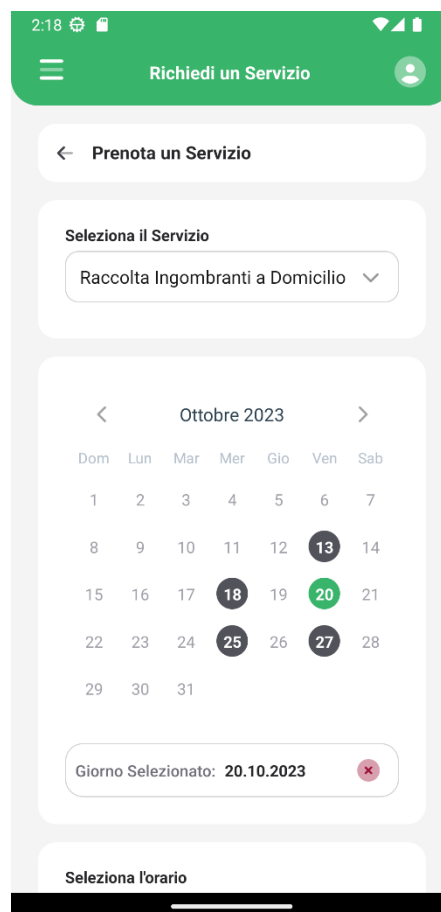 2:18
Richiedi un Servizio
Prenota un Servizio
Seleziona il Servizio
Raccolta Ingombranti a Domicilio
Ottobre 2023
Dom Lun Mar Mer Gio Ven Sab
1 2 3 4 5 6 7
8 9 10 11 12 13 14
15 16 17 18 19 20 21
22 23 24 25 26 27 28
29 30 31
Giorno Selezionato: 20.10.2023
Seleziona l'orario